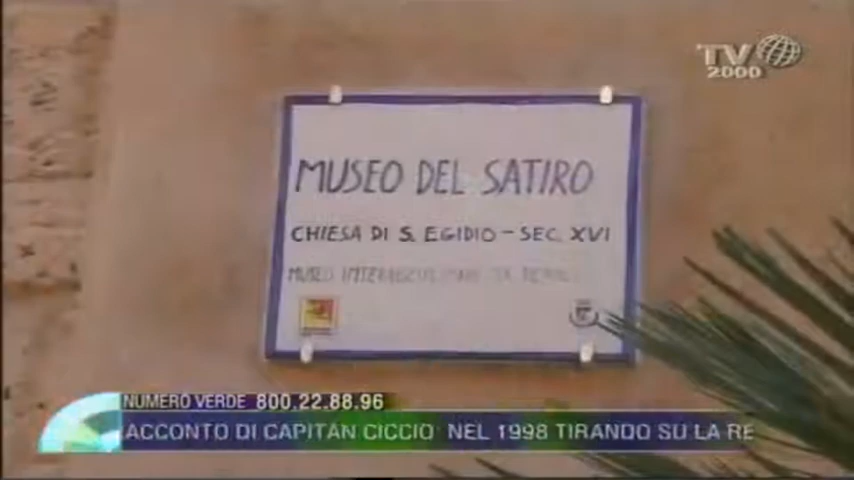 TV
2000
MUSEO DEL SATIRO
CHIESA DI S. EGIDIO - SEC. XVI
MUSEO
NUMERO VERDE 800.22.88.96
ACCONTO DI CAPITAN CICCIO NEL 1998 TIRANDO SU LA RE